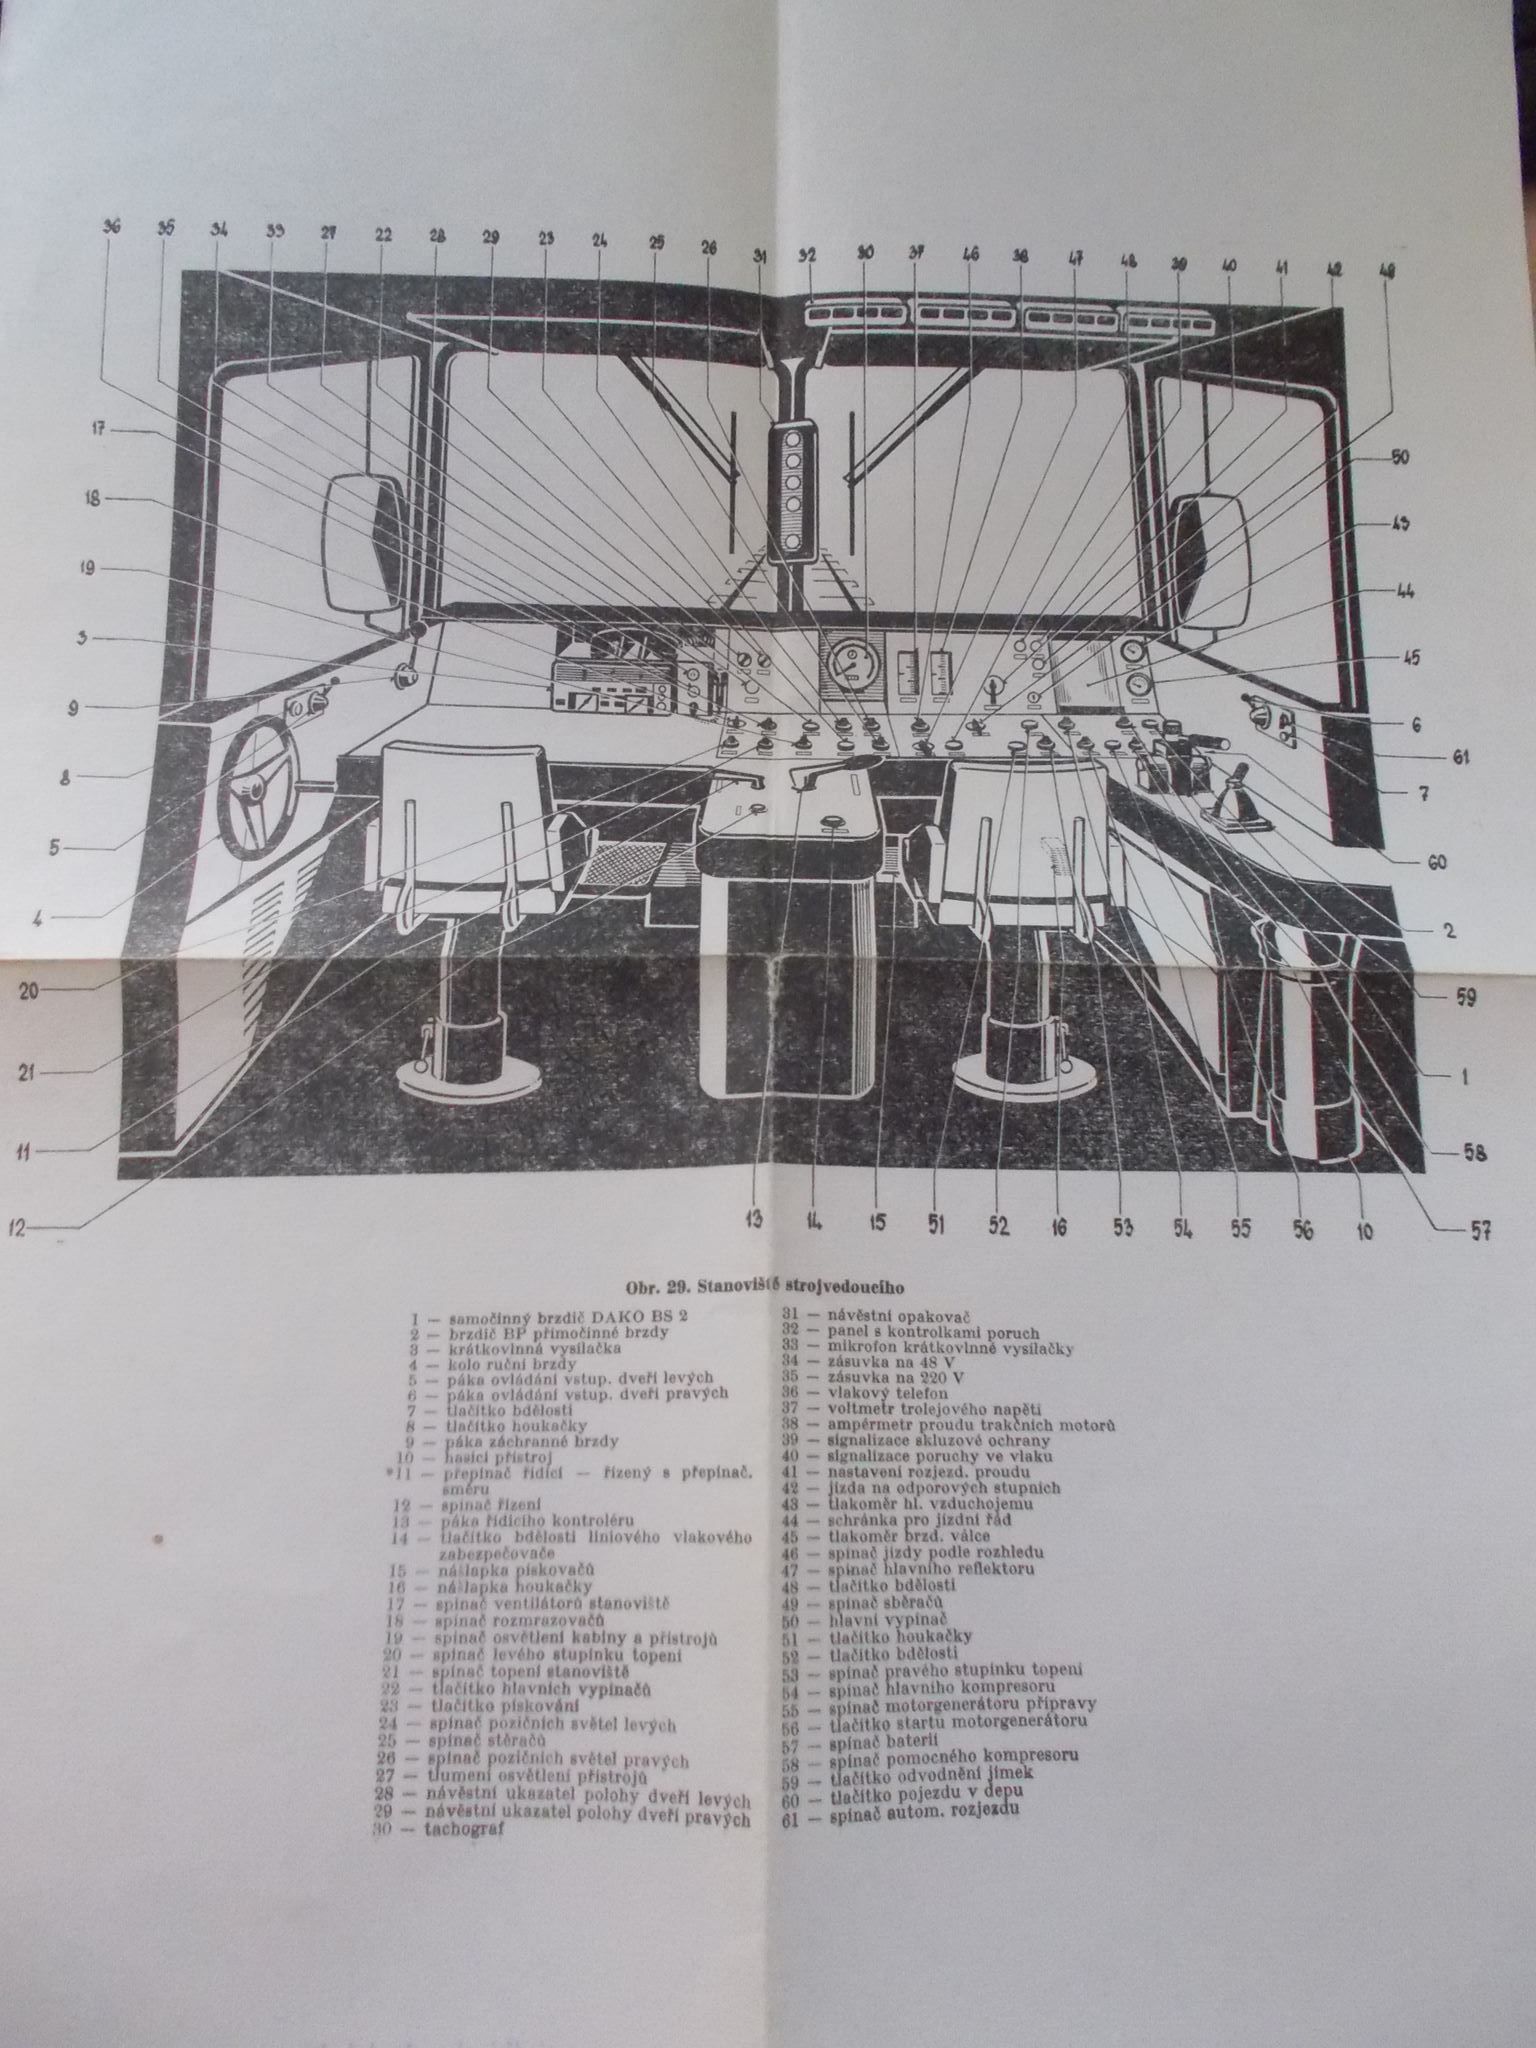 36 35 34 33 27 22 28 29 23 24 25 26 31 32 30 37 46 38 47 48 39 40 41 42 49
17
50
18
43
19
44
3
45
9
6
61
8
7
5
60
4
2
20
59
21
1
11
58
12
13 14 15 51 52 16 53 54 55 56 10 57
Obr. 29. Stanoviště strojvedoucího
1 — samočinný brzdič DAKO BS 2
2 — brzdič BP přímočinné brzdy
3 — krátkovlnná vysílačka
4 — kolo ruční brzdy
5 — páka ovládání vstup. dveří levých
6 — páka ovládání vstup. dveří pravých
7 — tlačítko bdělosti
8 — tlačítko houkačky
9 — páka záchranné brzdy
10 — hasicí přístroj
*11 — přepínač řídící — řízený s přepínač.
směru
12 — spínač řízení
13 — páka řídicího kontroléru
14 — tlačítko bdělosti liniového vlakového
zabezpečovače
15 — nášlapka pískovačů
16 — nášlapka houkačky
17 — spínač ventilátorů stanoviště
18 — spínač rozmrazovačů
19 — spínač osvětlení kabiny a přístrojů
20 — spínač levého stupínku topení
21 — spínač topení stanoviště
22 — tlačítko hlavních vypínačů
23 — tlačítko pískování
24 — spínač pozičních světel levých
25 — spínač stěračů
26 — spínač pozičních světel pravých
27 — tlumení osvětlení přístrojů
28 — návěstní ukazatel polohy dveří levých
29 — návěstní ukazatel polohy dveří pravých
30 — tachograf
31 — návěstní opakovač
32 — panel s kontrolkami poruch
33 — mikrofon krátkovlnné vysílačky
34 — zásuvka na 48 V
35 — zásuvka na 220 V
36 — vlakový telefon
37 — voltmetr trolejového napětí
38 — ampérmetr proudu trakčních motorů
39 — signalizace skluzové ochrany
40 — signalizace poruchy ve vlaku
41 — nastavení rozjezd. proudu
42 — jízda na odporových stupních
43 — tlakoměr hl. vzduchojemu
44 — schránka pro jízdní řád
45 — tlakoměr brzd. válce
46 — spínač jízdy podle rozhledu
47 — spínač hlavního reflektoru
48 — tlačítko bdělosti
49 — spínač sběračů
50 — hlavní vypínač
51 — tlačítko houkačky
52 — tlačítko bdělosti
53 — spínač pravého stupínku topení
54 — spínač hlavního kompresoru
55 — spínač motorgenerátoru přípravy
56 — tlačítko startu motorgenerátoru
57 — spínač baterií
58 — spínač pomocného kompresoru
59 — tlačítko odvodnění jímek
60 — tlačítko pojezdu v depu
61 — spínač autom. rozjezdu